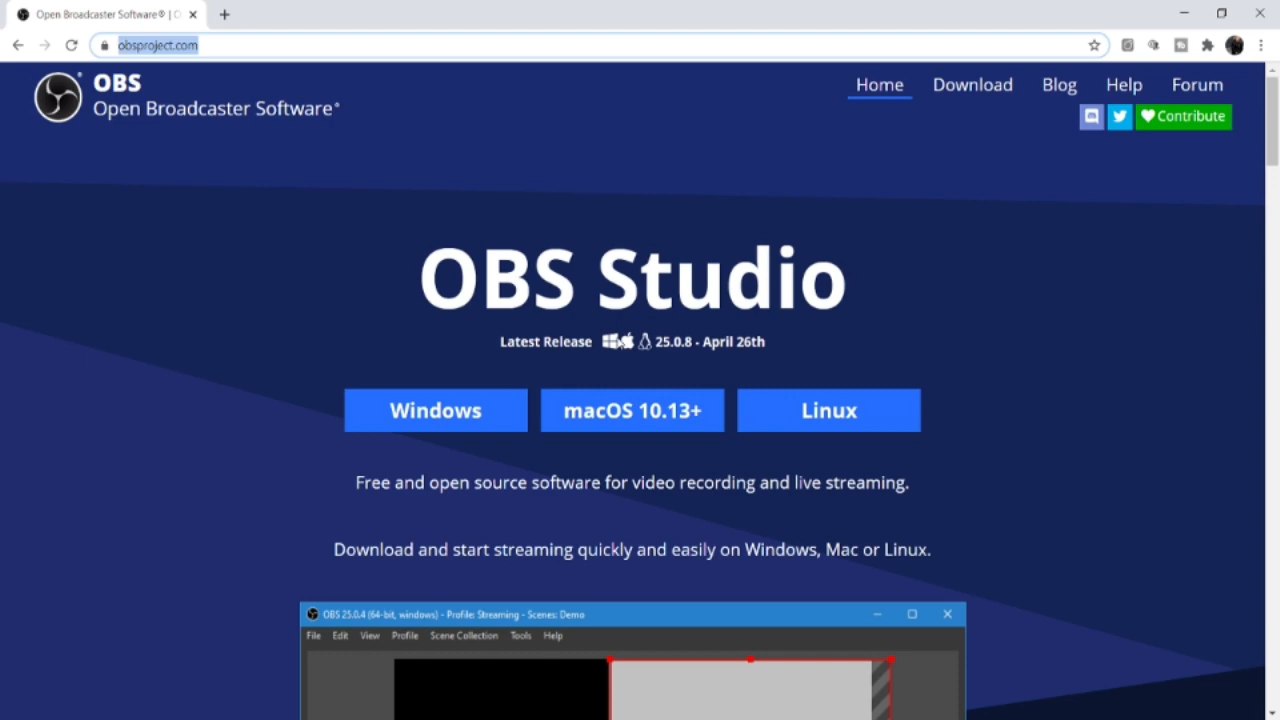 Open Broadcaster Software® | O
obsproject.com
OBS
Open Broadcaster Software®
Home Download Blog Help Forum
Contribute
OBS Studio
Latest Release 25.0.8 - April 26th
Windows macOS 10.13+ Linux
Free and open source software for video recording and live streaming.
Download and start streaming quickly and easily on Windows, Mac or Linux.
OBS 25.0.4 (64-bit, windows) - Profile: Streaming - Scenes: Demo
File Edit View Profile Scene Collection Tools Help